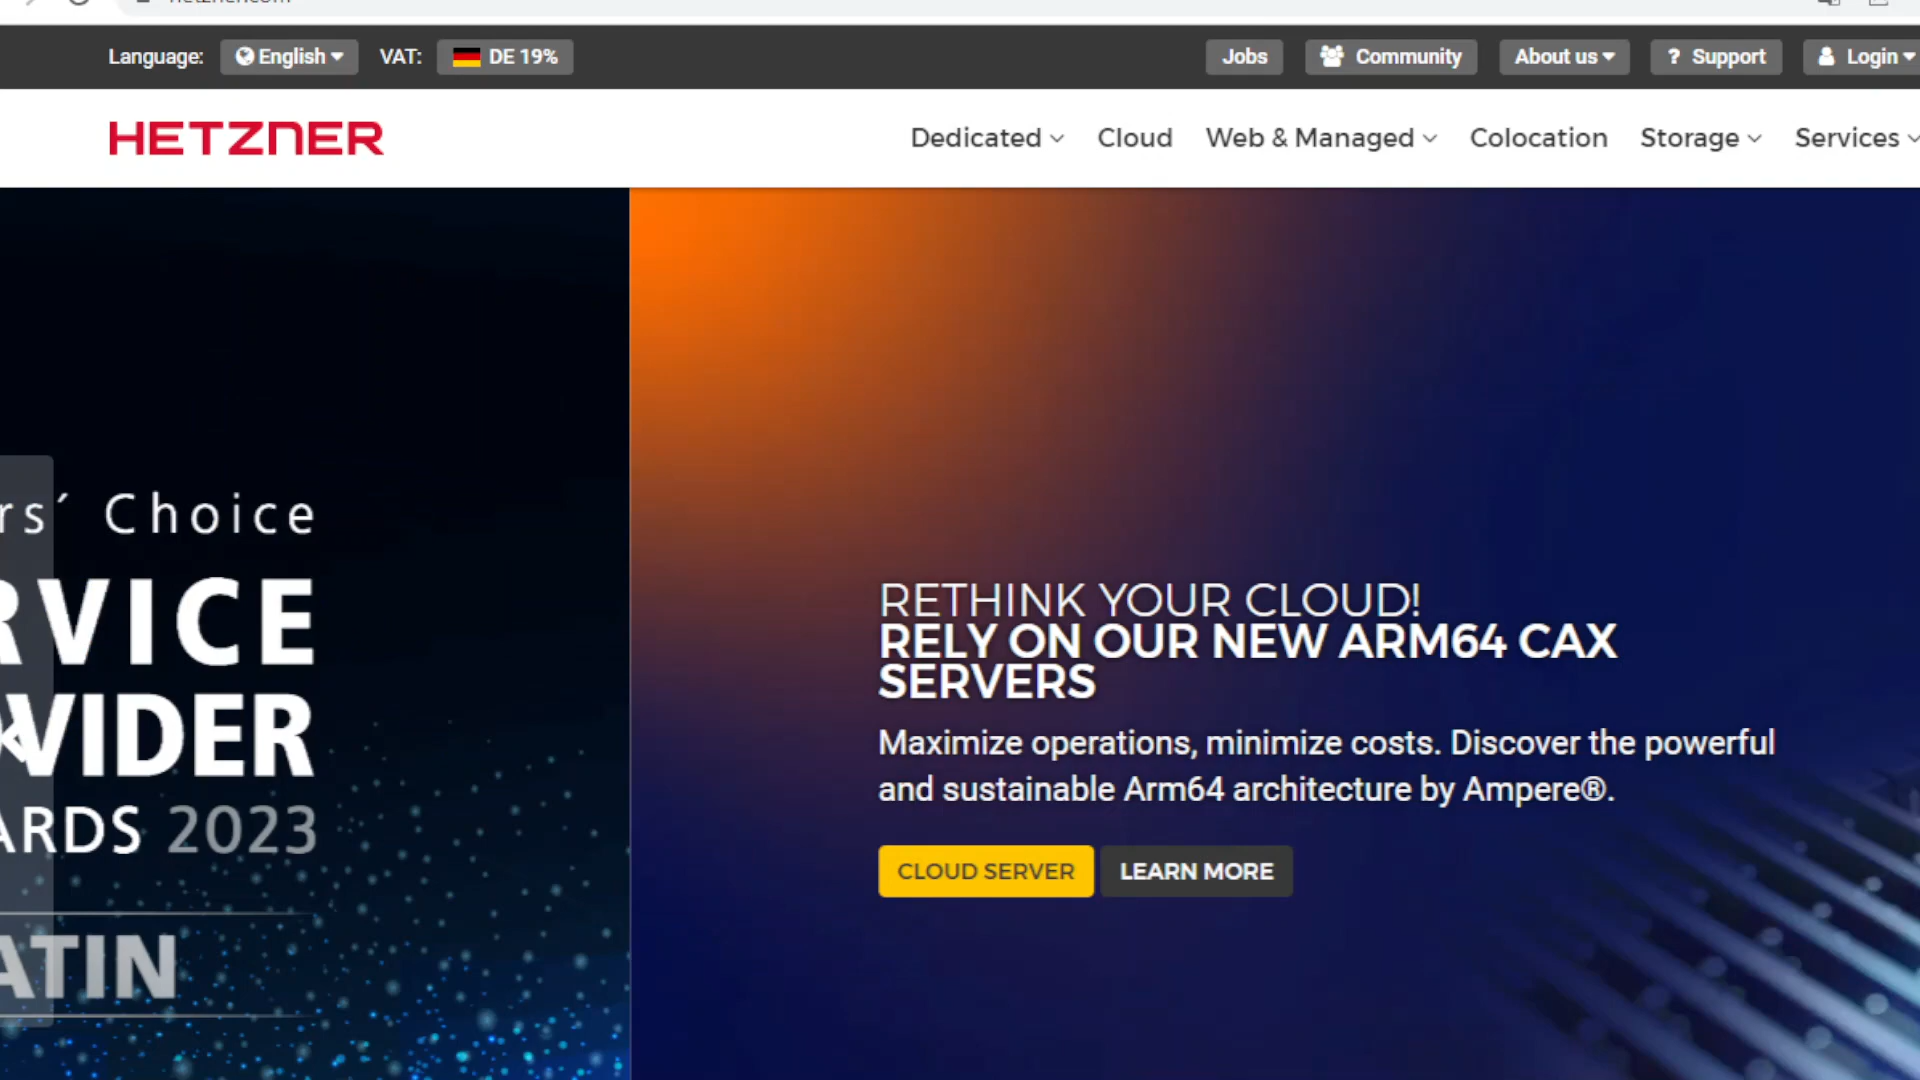 Language: English VAT: DE 19% Jobs Community About us ? Support Login
HETZNER Dedicated Cloud Web & Managed Colocation Storage Services
rs´ Choice
RVICE
VIDER
ARDS 2023
ATIN
RETHINK YOUR CLOUD!
RELY ON OUR NEW ARM64 CAX
SERVERS
Maximize operations, minimize costs. Discover the powerful
and sustainable Arm64 architecture by Ampere®.
CLOUD SERVER LEARN MORE